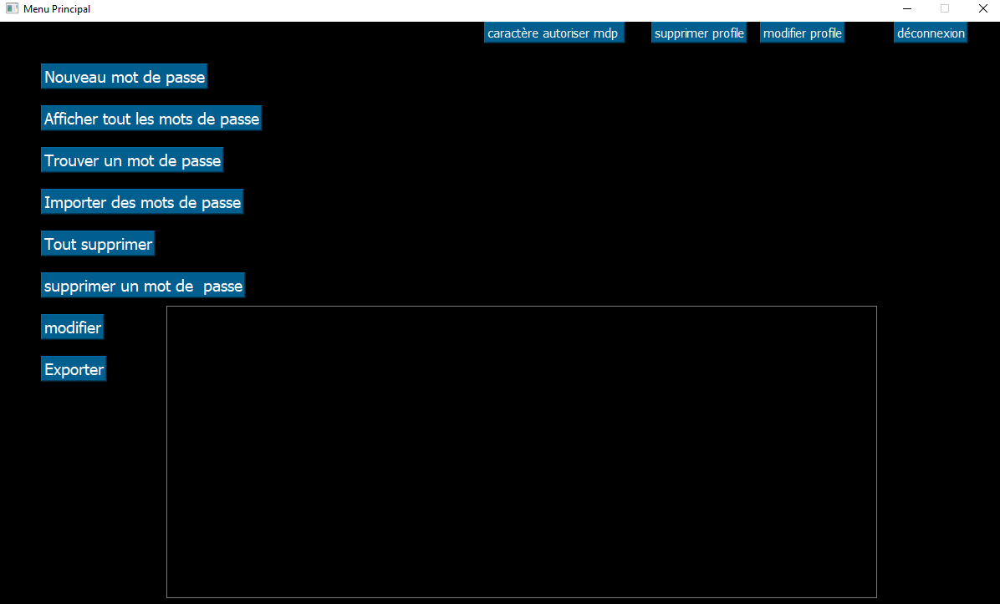 Menu Principal
caractère autoriser mdp
supprimer profile
modifier profile
déconnexion
Nouveau mot de passe
Afficher tout les mots de passe
Trouver un mot de passe
Importer des mots de passe
Tout supprimer
supprimer un mot de  passe
modifier
Exporter